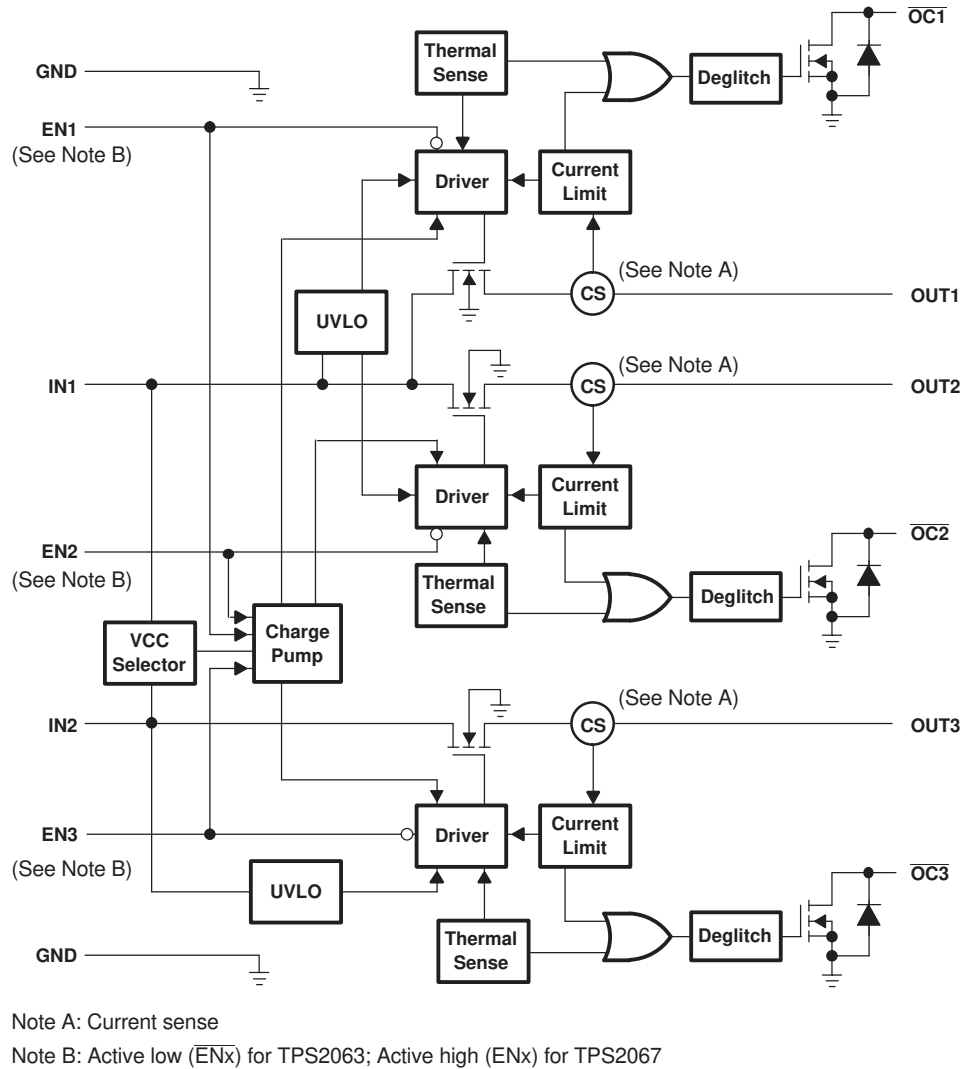 OC1
Thermal
Sense
GND
Deglitch
EN1
(See Note B)
Driver
Current
Limit
(See Note A)
CS
OUT1
UVLO
(See Note A)
IN1
CS
OUT2
Driver
Current
Limit
OC2
EN2
(See Note B)
Thermal
Sense
Deglitch
VCC
Selector
Charge
Pump
(See Note A)
IN2
CS
OUT3
EN3
(See Note B)
Driver
Current
Limit
OC3
UVLO
Thermal
Sense
Deglitch
GND
Note A: Current sense
Note B: Active low (ENx) for TPS2063; Active high (ENx) for TPS2067